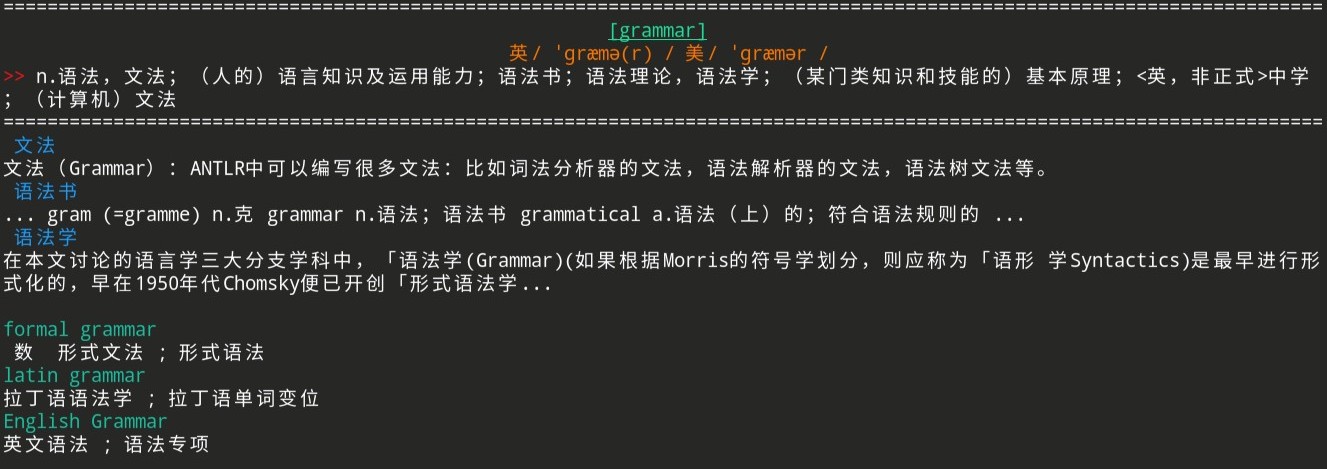 ================================================================================================================================
[grammar]
英/ ˈɡræmə(r) / 美/ ˈɡræmər /
>> n.语法，文法；（人的）语言知识及运用能力；语法书；语法理论，语法学；（某门类知识和技能的）基本原理；<英，非正式>中学
；（计算机）文法
================================================================================================================================
文法
文法（Grammar）：ANTLR中可以编写很多文法：比如词法分析器的文法，语法解析器的文法，语法树文法等。
语法书
... gram (=gramme) n.克 grammar n.语法；语法书 grammatical a.语法（上）的；符合语法规则的 ...
语法学
在本文讨论的语言学三大分支学科中，「语法学(Grammar)(如果根据Morris的符号学划分，则应称为「语形 学Syntactics)是最早进行形
式化的，早在1950年代Chomsky便已开创「形式语法学...
formal grammar
数  形式文法 ; 形式语法
latin grammar
拉丁语语法学 ; 拉丁语单词变位
English Grammar
英文语法 ; 语法专项